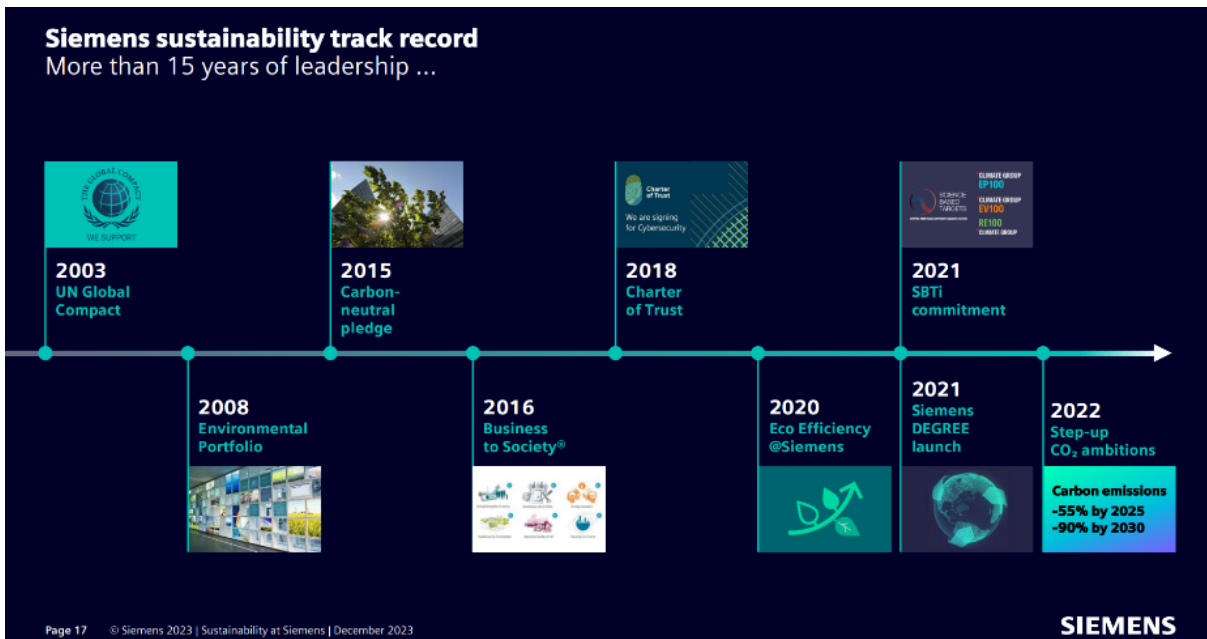 Siemens sustainability track record
More than 15 years of leadership ...
THE GLOBAL COMPACT
WE SUPPORT
2003
UN Global
Compact
2015
Carbon-
neutral
pledge
Charter
of Trust
We are signing
for Cybersecurity
2018
Charter
of Trust
SCIENCE
BASED
TARGETS
°CLIMATE GROUP
EP100
°CLIMATE GROUP
EV100
RE100
°CLIMATE GROUP
2021
SBTi
commitment
2008
Environmental
Portfolio
2016
Business
to Society®
2020
Eco Efficiency
@Siemens
2021
Siemens
DEGREE
launch
2022
Step-up
CO₂ ambitions
Carbon emissions
-55% by 2025
-90% by 2030
Page 17 © Siemens 2023 | Sustainability at Siemens | December 2023
SIEMENS